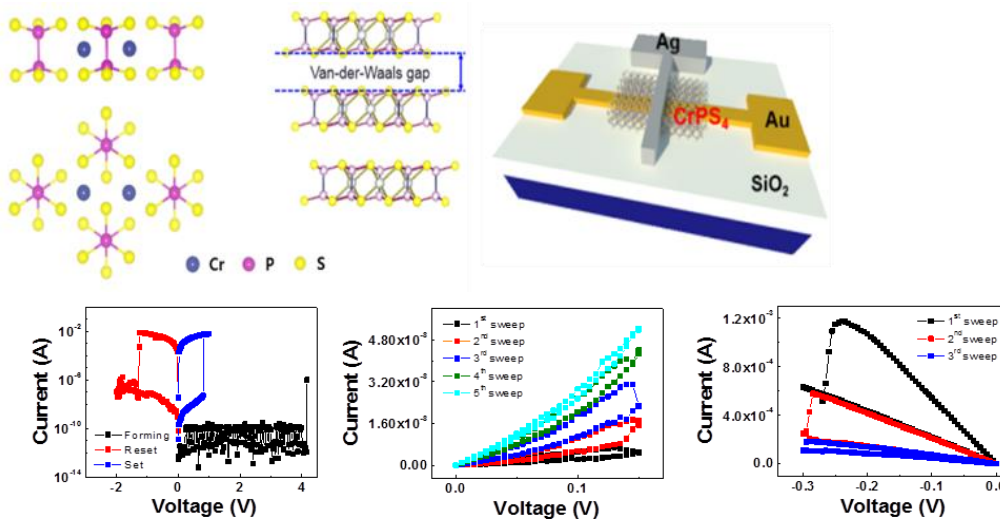 Van-der-Waals gap
Cr P S
Ag
CrPS₄
Au
SiO₂
Current (A)
10⁻²
10⁻⁶
10⁻¹⁰
10⁻¹⁴
Forming
Reset
Set
-2 0 2 4
Voltage (V)
Current (A)
4.80x10⁻⁸
3.20x10⁻⁸
1.60x10⁻⁸
0.00
1st sweep
2nd sweep
3rd sweep
4th sweep
5th sweep
0.0 0.1
Voltage (V)
Current (A)
1.2x10⁻³
8.0x10⁻⁴
4.0x10⁻⁴
0.0
1st sweep
2nd sweep
3rd sweep
-0.3 -0.2 -0.1 0.0
Voltage (V)